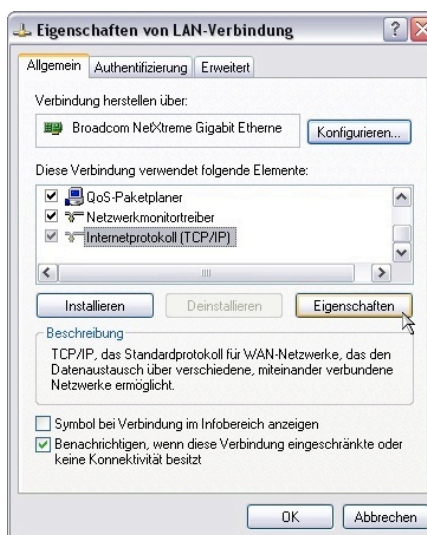 Eigenschaften von LAN-Verbindung
Allgemein Authentifizierung Erweitert
Verbindung herstellen über:
Broadcom NetXtreme Gigabit Etherne Konfigurieren...
Diese Verbindung verwendet folgende Elemente:
QoS-Paketplaner
Netzwerkmonitortreiber
Internetprotokoll (TCP/IP)
Installieren Deinstallieren Eigenschaften
Beschreibung
TCP/IP, das Standardprotokoll für WAN-Netzwerke, das den
Datenaustausch über verschiedene, miteinander verbundene
Netzwerke ermöglicht.
Symbol bei Verbindung im Infobereich anzeigen
Benachrichtigen, wenn diese Verbindung eingeschränkte oder
keine Konnektivität besitzt
OK Abbrechen